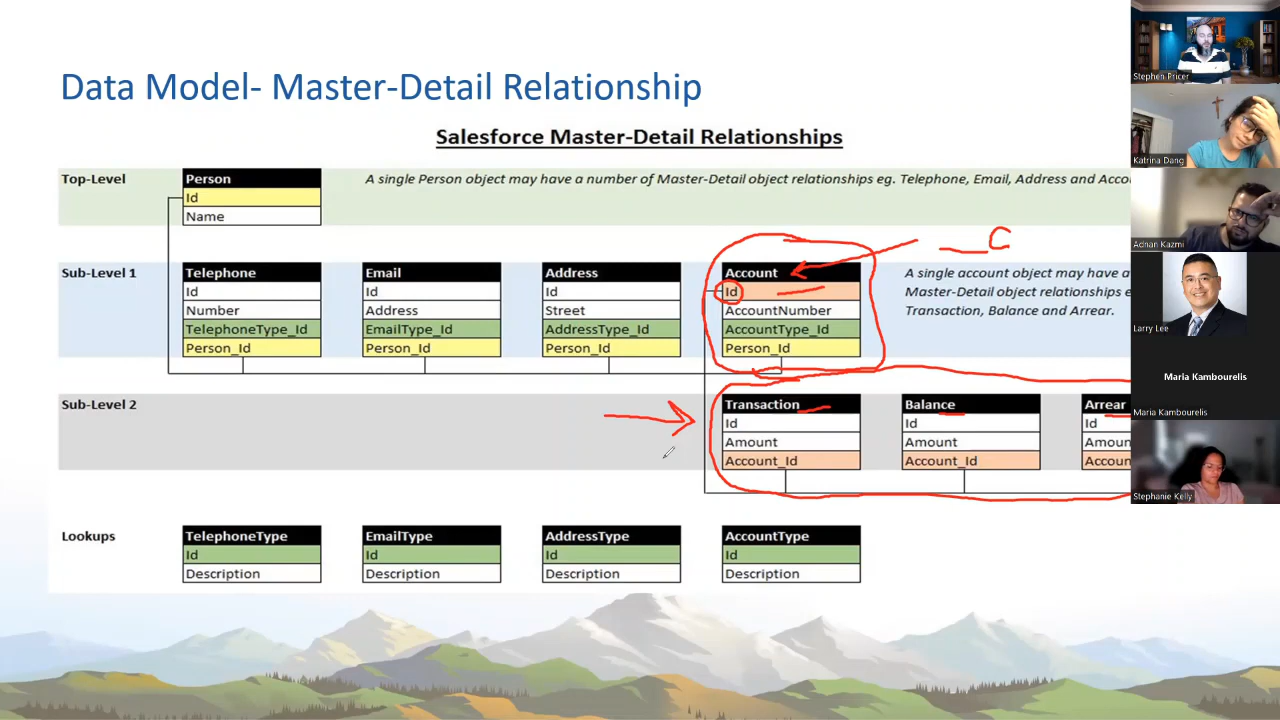 Data Model- Master-Detail Relationship
Salesforce Master-Detail Relationships
Top-Level
Person
Id
Name
A single Person object may have a number of Master-Detail object relationships eg. Telephone, Email, Address and Acco
__C
Sub-Level 1
Telephone
Id
Number
TelephoneType_Id
Person_Id
Email
Id
Address
EmailType_Id
Person_Id
Address
Id
Street
AddressType_Id
Person_Id
Account
Id
AccountNumber
AccountType_Id
Person_Id
A single account object may have a
Master-Detail object relationships e
Transaction, Balance and Arrear.
Sub-Level 2
Transaction
Id
Amount
Account_Id
Balance
Id
Amount
Account_Id
Arrear
Id
Amoun
Accoun
Lookups
TelephoneType
Id
Description
EmailType
Id
Description
AddressType
Id
Description
AccountType
Id
Description
Stephen Pricer
Katrina Dang
Adnan Kazmi
Larry Lee
Maria Kambourelis
Maria Kambourelis
Stephanie Kelly